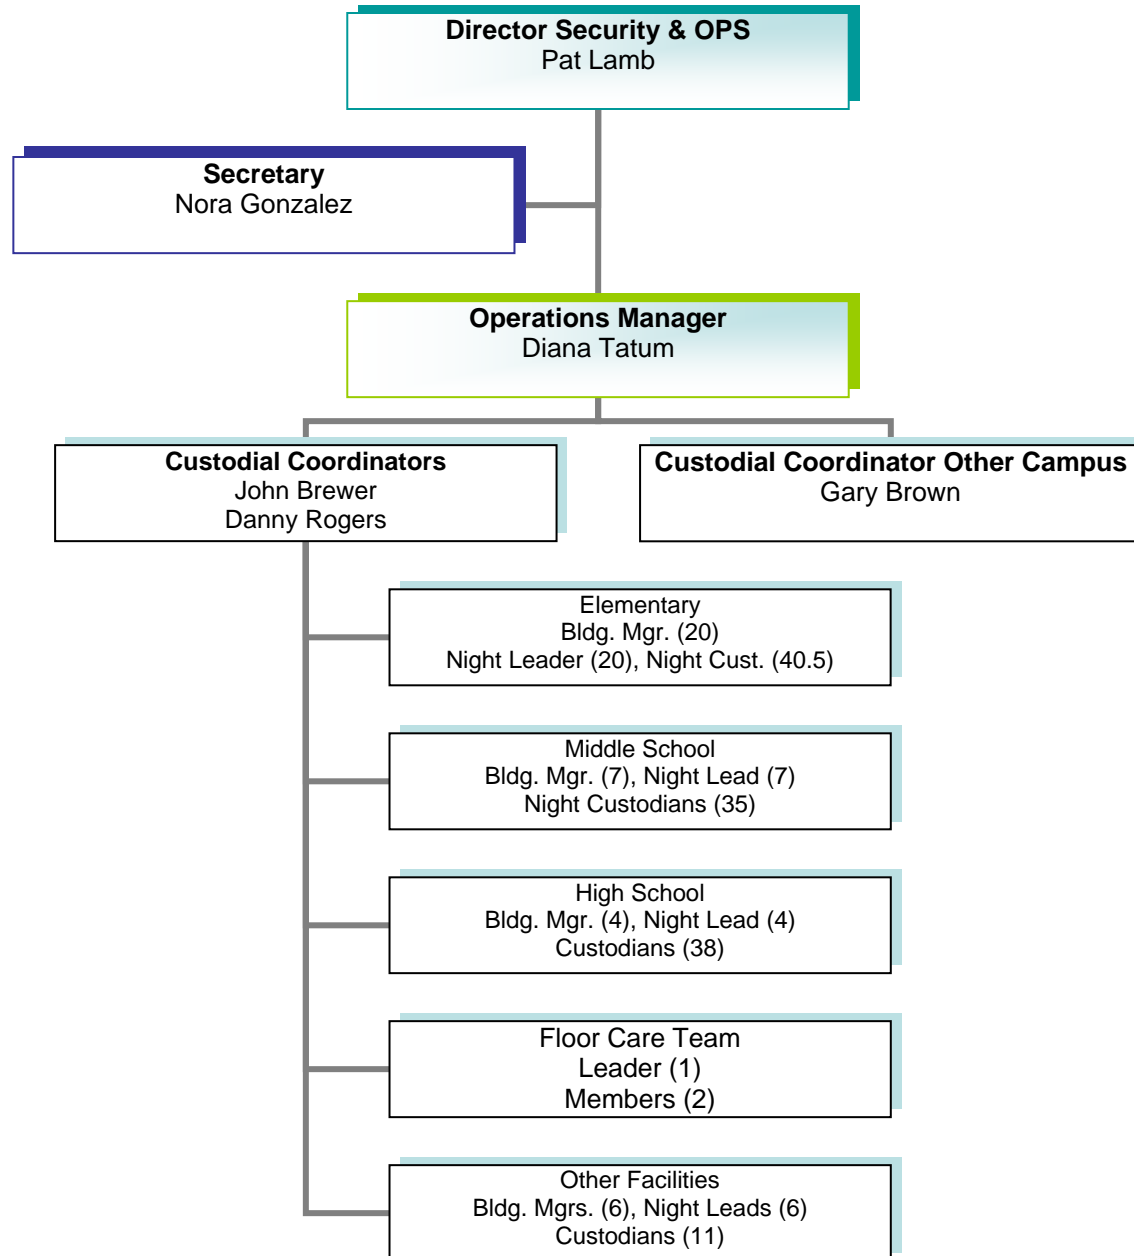 Director Security & OPS
Pat Lamb
Secretary
Nora Gonzalez
Operations Manager
Diana Tatum
Custodial Coordinators
John Brewer
Danny Rogers
Custodial Coordinator Other Campus
Gary Brown
Elementary
Bldg. Mgr. (20)
Night Leader (20), Night Cust. (40.5)
Middle School
Bldg. Mgr. (7), Night Lead (7)
Night Custodians (35)
High School
Bldg. Mgr. (4), Night Lead (4)
Custodians (38)
Floor Care Team
Leader (1)
Members (2)
Other Facilities
Bldg. Mgrs. (6), Night Leads (6)
Custodians (11)